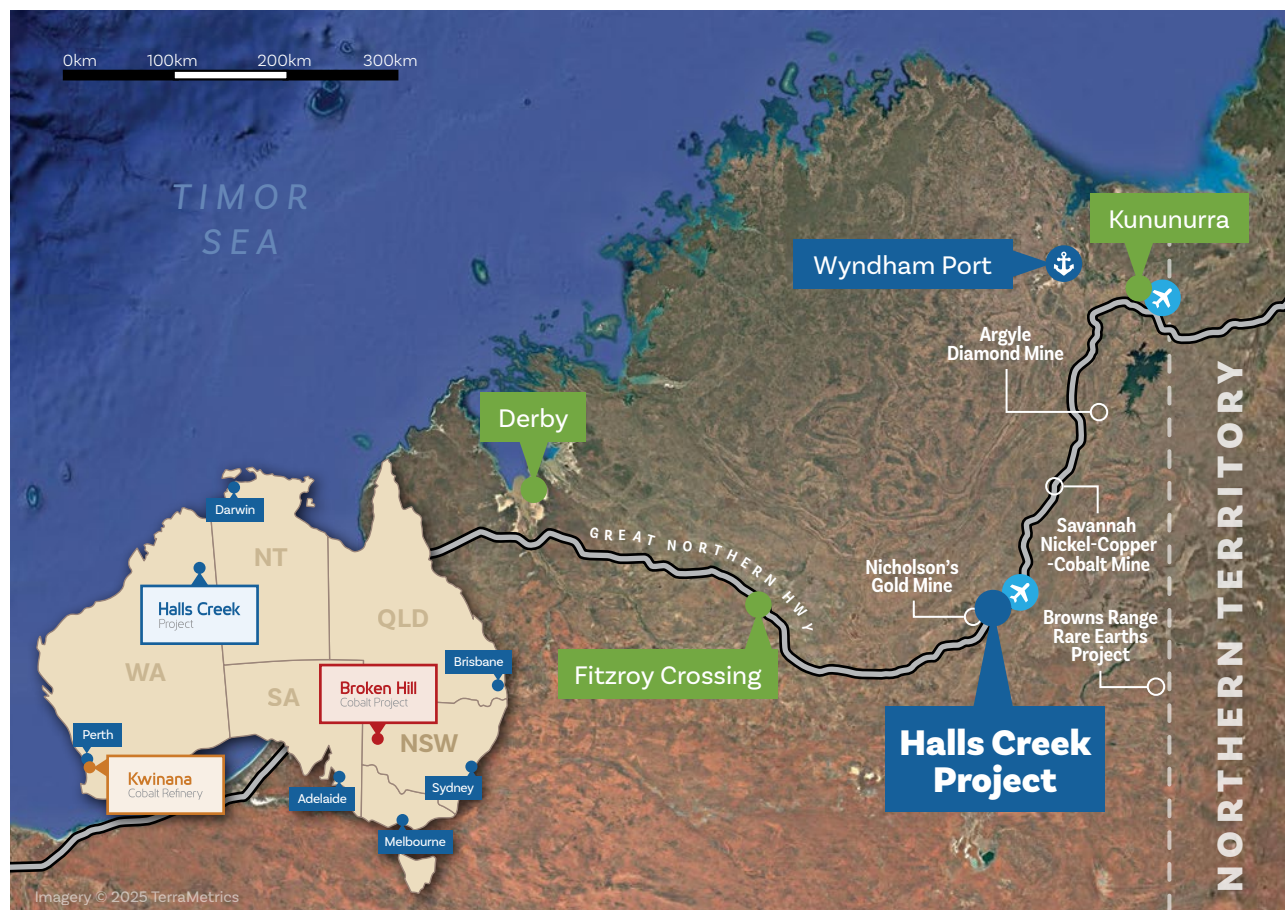 0km 100km 200km 300km
TIMOR
SEA
Kununurra
Wyndham Port
Argyle
Diamond Mine
Derby
GREAT NORTHERN HWY
Savannah
Nickel-Copper
-Cobalt Mine
Nicholson's
Gold Mine
Browns Range
Rare Earths
Project
Fitzroy Crossing
Halls Creek
Project
NORTHERN TERRITORY
Darwin
NT
Halls Creek
Project
QLD
WA
Brisbane
SA
Broken Hill
Cobalt Project
NSW
Perth
Kwinana
Cobalt Refinery
Adelaide
Sydney
Melbourne
Imagery © 2025 TerraMetrics